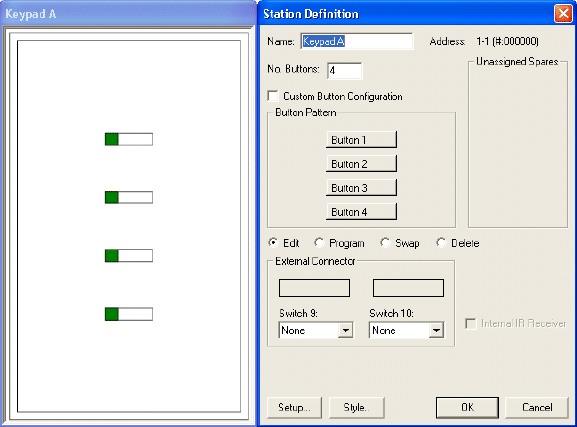 Keypad A
Station Definition
Name: Keypad A Address: 1-1 (#:000000)
No. Buttons: 4
Unassigned Spares
Custom Button Configuration
Button Pattern
Button 1
Button 2
Button 3
Button 4
Edit Program Swap Delete
External Connector
Switch 9: Switch 10:
None None
Internal IR Receiver
Setup... Style.. OK Cancel